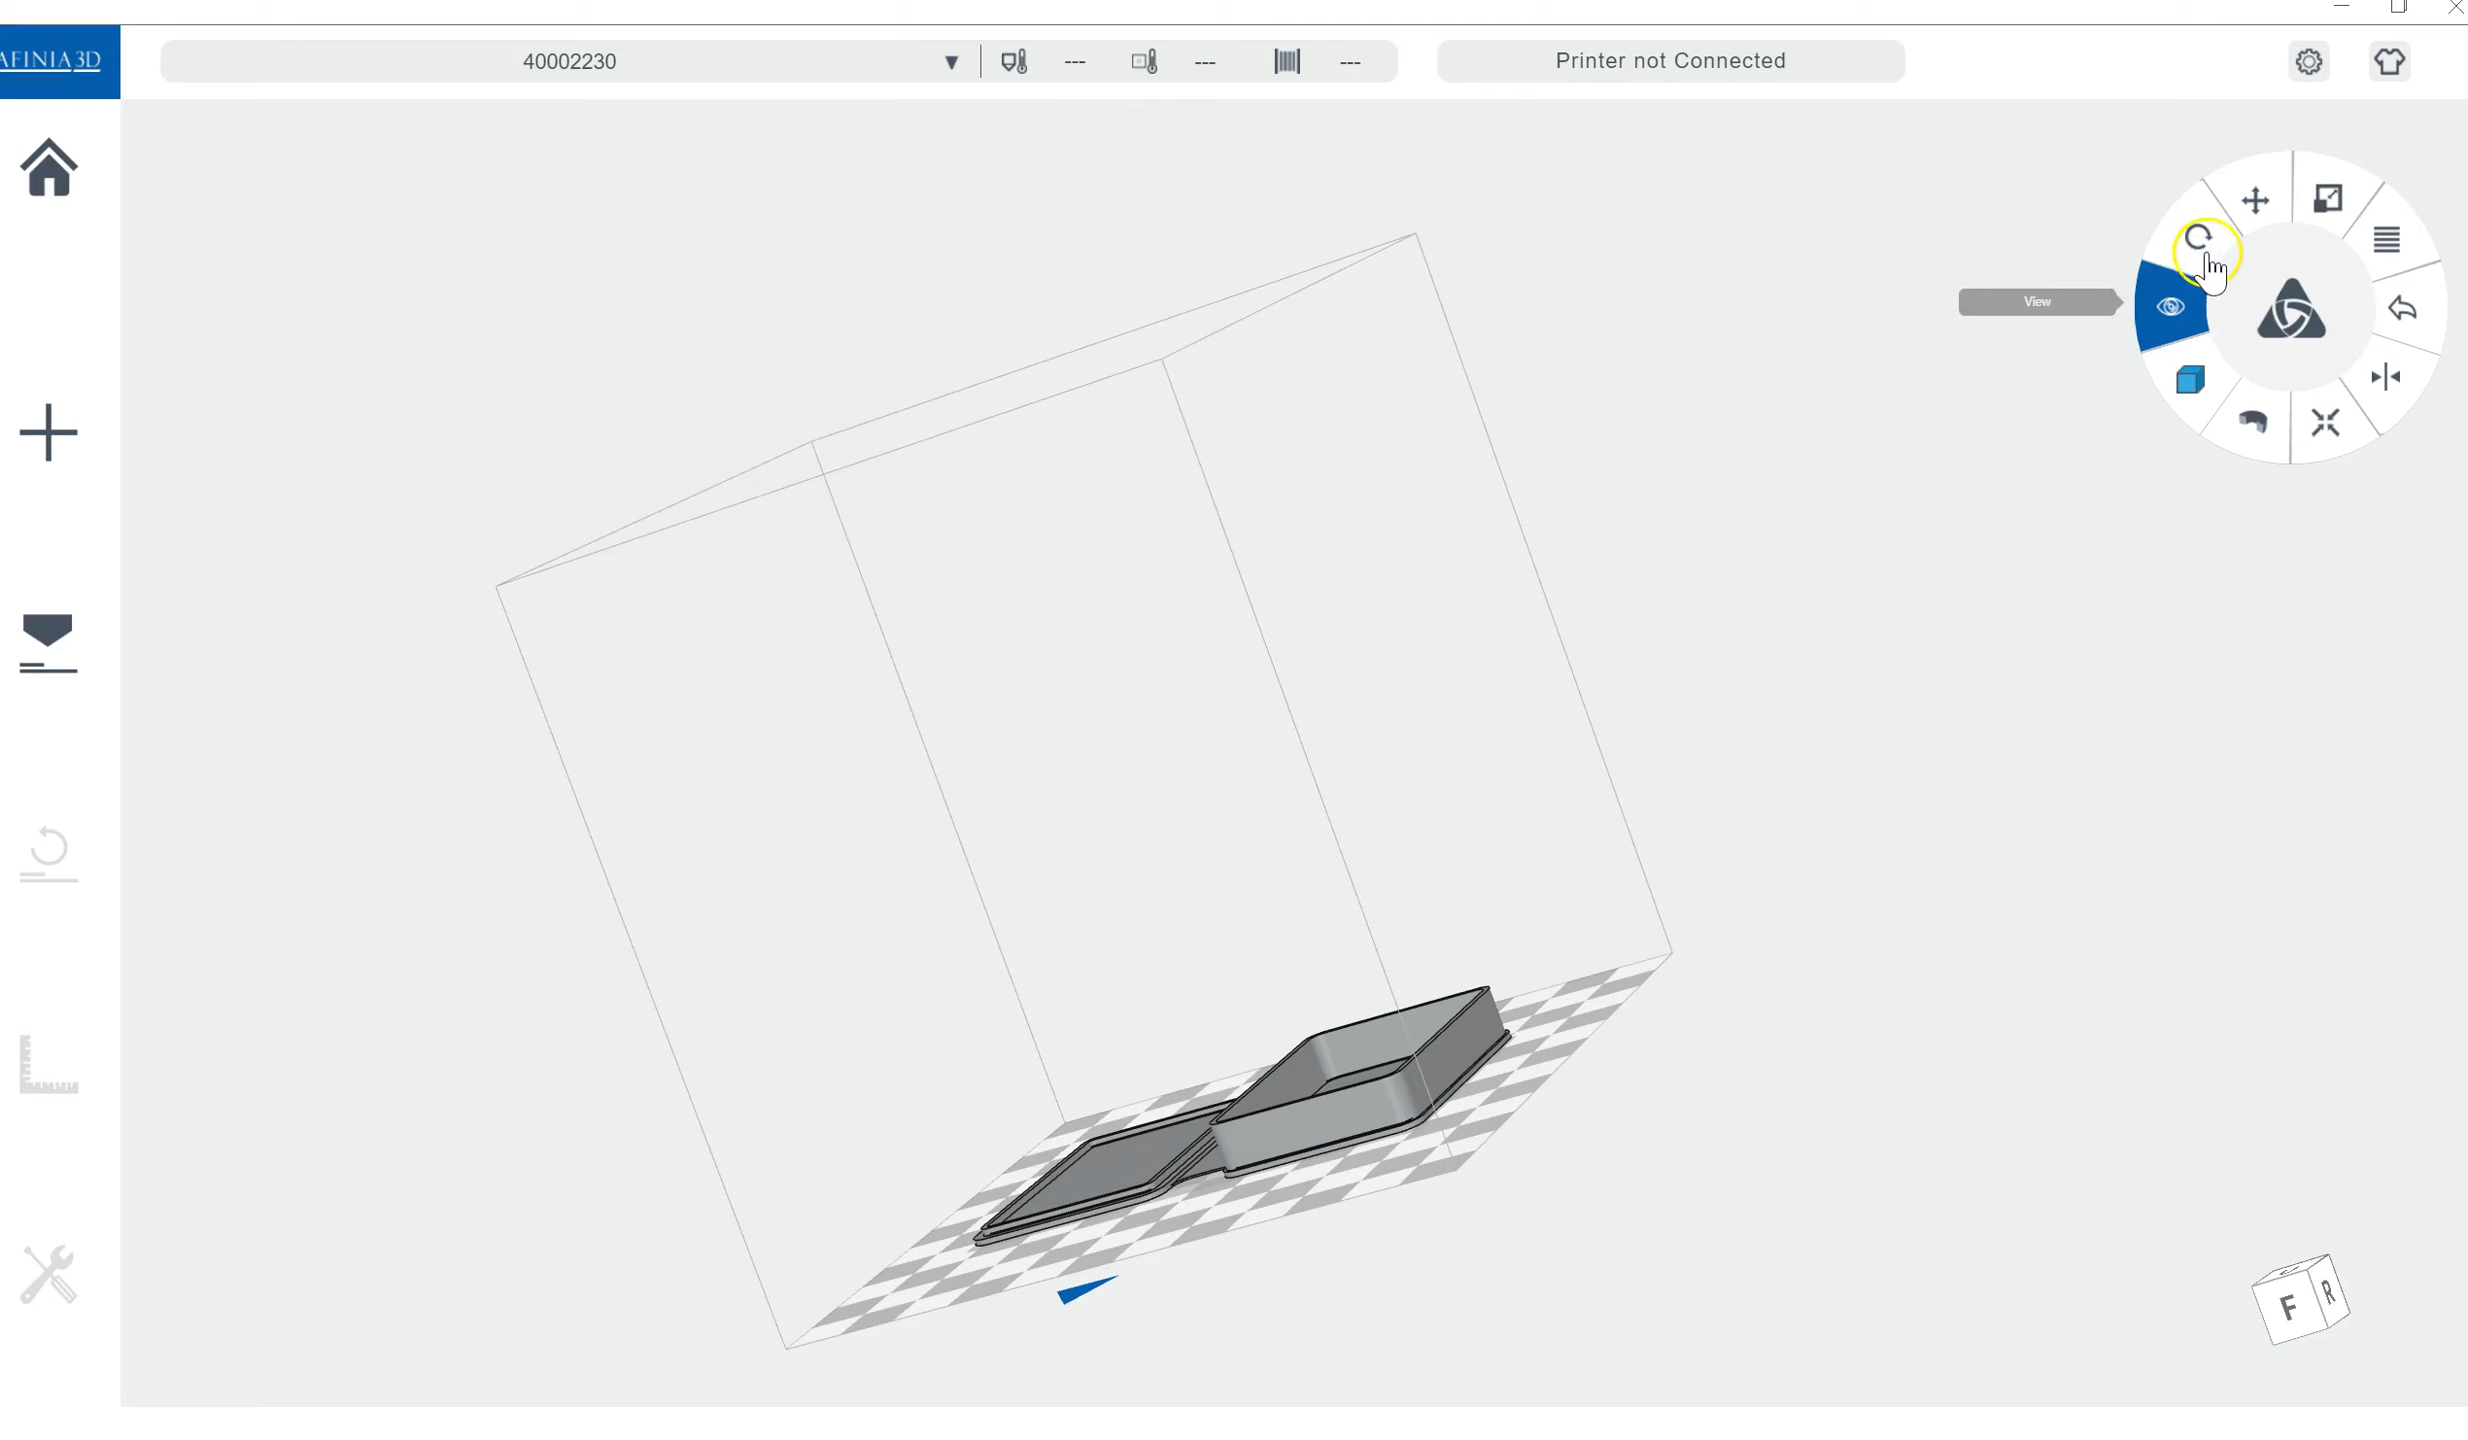 AFINIA3D
40002230
---
---
---
Printer not Connected
View
F
R